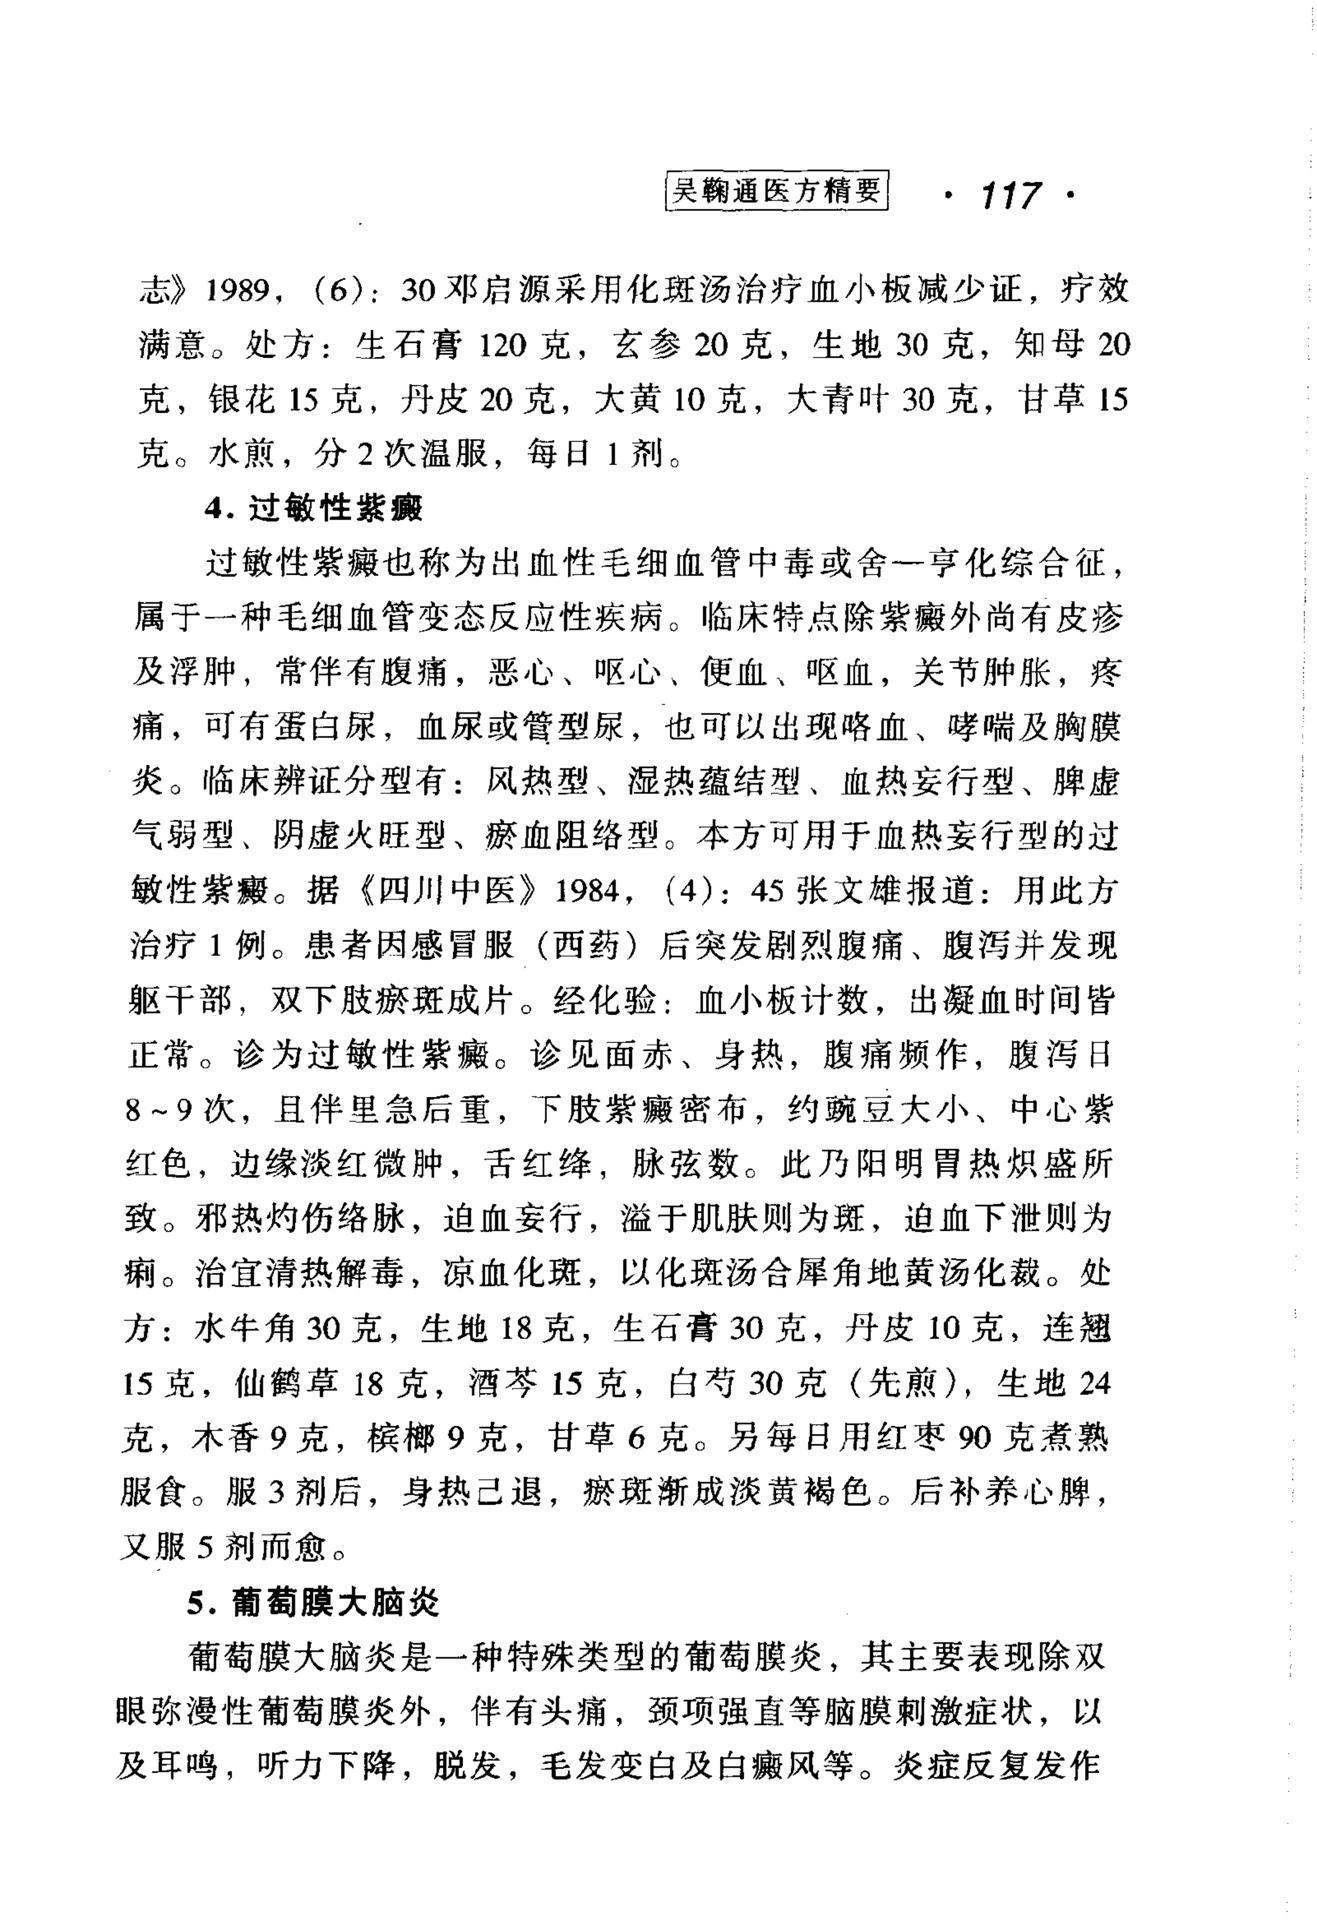 吴鞠通医方精要 · 117 ·
志》1989，（6）：30 邓启源采用化斑汤治疗血小板减少证，疗效
满意。处方：生石膏 120 克，玄参 20 克，生地 30 克，知母 20
克，银花 15 克，丹皮 20 克，大黄 10 克，大青叶 30 克，甘草 15
克。水煎，分 2 次温服，每日 1 剂。
4. 过敏性紫癜
过敏性紫癜也称为出血性毛细血管中毒或舍一亨化综合征，
属于一种毛细血管变态反应性疾病。临床特点除紫癜外尚有皮疹
及浮肿，常伴有腹痛，恶心、呕心、便血、呕血，关节肿胀，疼
痛，可有蛋白尿，血尿或管型尿，也可以出现咯血、哮喘及胸膜
炎。临床辨证分型有：风热型、湿热蕴结型、血热妄行型、脾虚
气弱型、阴虚火旺型、瘀血阻络型。本方可用于血热妄行型的过
敏性紫癜。据《四川中医》1984，（4）：45 张文雄报道：用此方
治疗 1 例。患者因感冒服（西药）后突发剧烈腹痛、腹泻并发现
躯干部，双下肢瘀斑成片。经化验：血小板计数，出凝血时间皆
正常。诊为过敏性紫癜。诊见面赤、身热，腹痛频作，腹泻日
8～9 次，且伴里急后重，下肢紫癜密布，约豌豆大小、中心紫
红色，边缘淡红微肿，舌红绛，脉弦数。此乃阳明胃热炽盛所
致。邪热灼伤络脉，迫血妄行，溢于肌肤则为斑，迫血下泄则为
痢。治宜清热解毒，凉血化斑，以化斑汤合犀角地黄汤化裁。处
方：水牛角 30 克，生地 18 克，生石膏 30 克，丹皮 10 克，连翘
15 克，仙鹤草 18 克，酒芩 15 克，白芍 30 克（先煎），生地 24
克，木香 9 克，槟榔 9 克，甘草 6 克。另每日用红枣 90 克煮熟
服食。服 3 剂后，身热己退，瘀斑渐成淡黄褐色。后补养心脾，
又服 5 剂而愈。
5. 葡萄膜大脑炎
葡萄膜大脑炎是一种特殊类型的葡萄膜炎，其主要表现除双
眼弥漫性葡萄膜炎外，伴有头痛，颈项强直等脑膜刺激症状，以
及耳鸣，听力下降，脱发，毛发变白及白癜风等。炎症反复发作